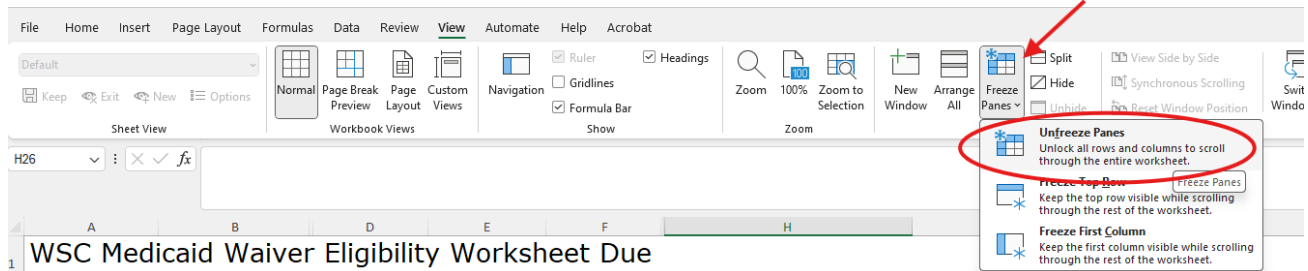 File Home Insert Page Layout Formulas Data Review View Automate Help Acrobat
Default
Keep Exit New Options
Sheet View
Normal Page Break Preview Page Layout Custom Views
Workbook Views
Navigation
Ruler
Gridlines
Formula Bar
Headings
Show
Zoom 100% Zoom to Selection
100
Zoom
New Window Arrange All Freeze Panes
Split
Hide
Unhide
View Side by Side
Synchronous Scrolling
Reset Window Position
Unfreeze Panes
Unlock all rows and columns to scroll
through the entire worksheet.
Freeze Top Row
Freeze Panes
Keep the top row visible while scrolling
through the rest of the worksheet.
Freeze First Column
Keep the first column visible while scrolling
through the rest of the worksheet.
H26 fx
A B D E F H
1 WSC Medicaid Waiver Eligibility Worksheet Due